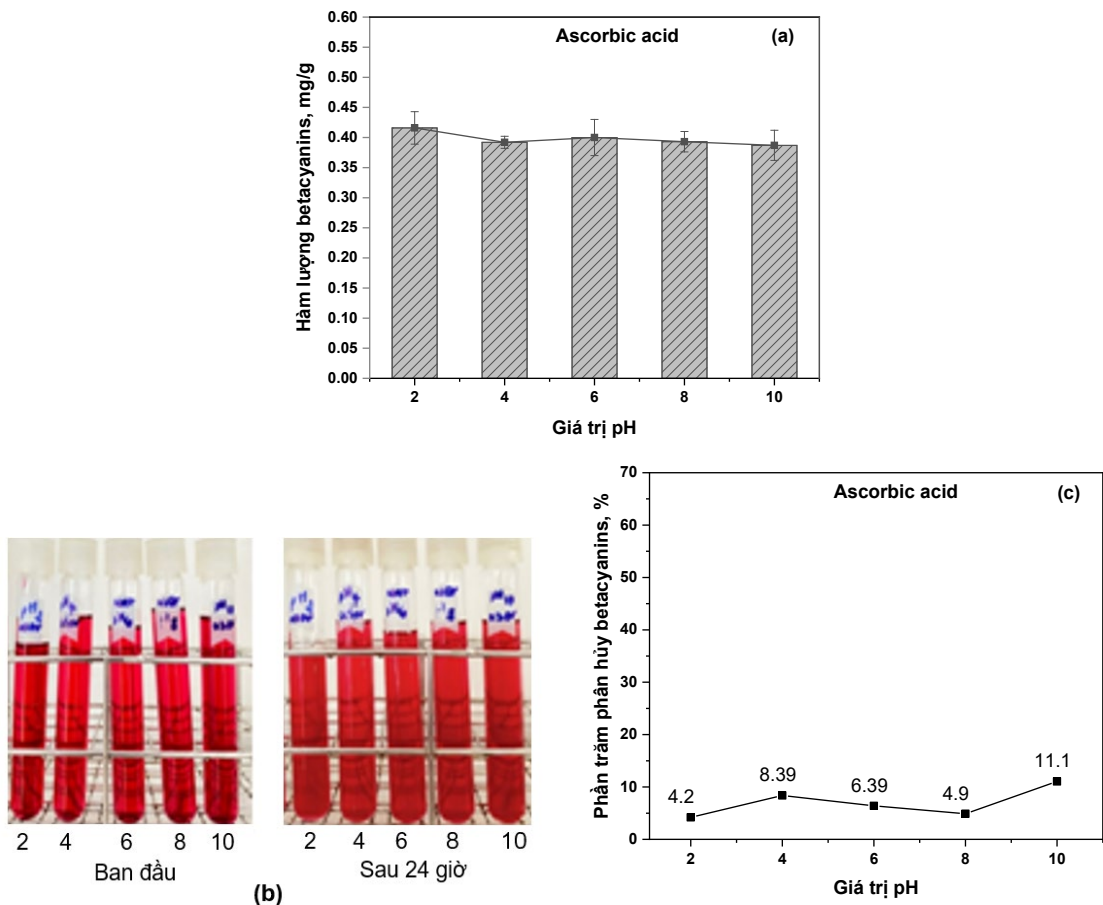 Ascorbic acid (a)
Hàm lượng betacyanins, mg/g
0.60
0.55
0.50
0.45
0.40
0.35
0.30
0.25
0.20
0.15
0.10
0.05
0.00
2 4 6 8 10
Giá trị pH
2 4 6 8 10
Ban đầu
2 4 6 8 10
Sau 24 giờ
(b)
Ascorbic acid (c)
Phần trăm phân hủy betacyanins, %
70
60
50
40
30
20
10
0
4.2 8.39 6.39 4.9 11.1
2 4 6 8 10
Giá trị pH